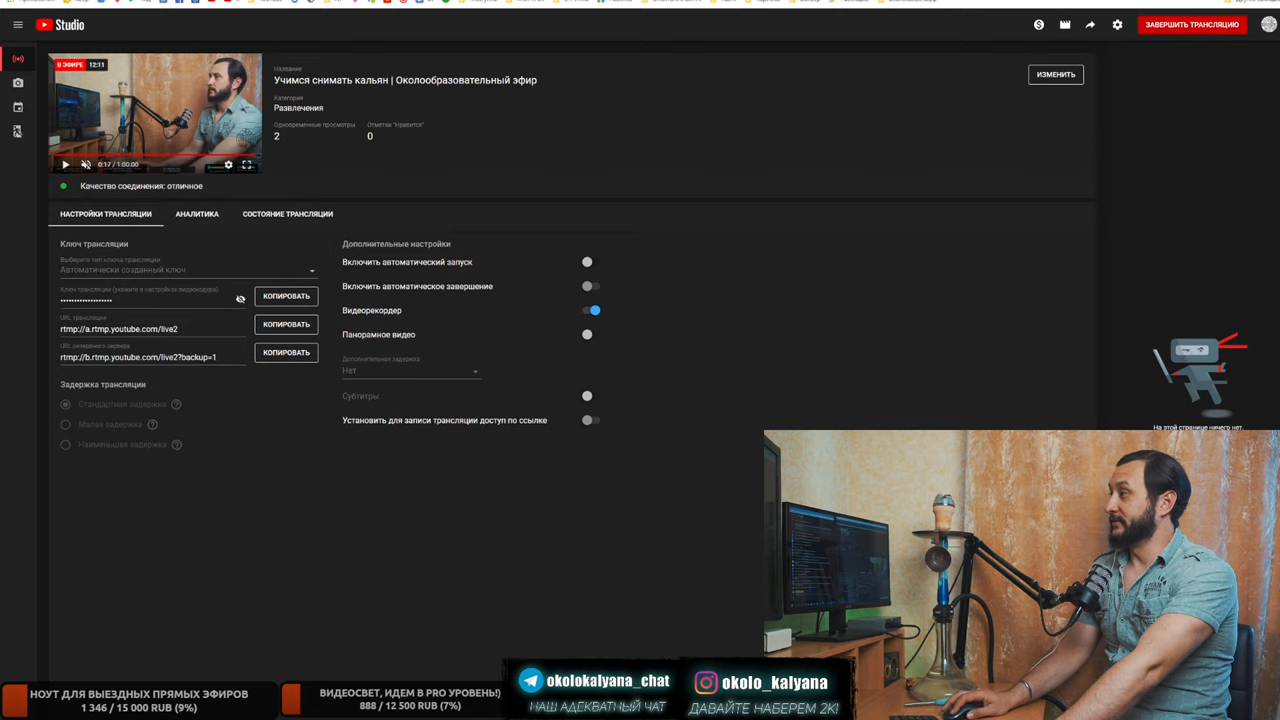 Studio
ЗАВЕРШИТЬ ТРАНСЛЯЦИЮ
В ЭФИРЕ 12:11
0:17 / 1:00:00
Название
Учимся снимать кальян | Околообразовательный эфир
ИЗМЕНИТЬ
Категория
Развлечения
Одновременные просмотры
Отметки "Нравится"
2
0
Качество соединения: отличное
НАСТРОЙКИ ТРАНСЛЯЦИИ
АНАЛИТИКА
СОСТОЯНИЕ ТРАНСЛЯЦИИ
Ключ трансляции
Выберите тип ключа трансляции
Автоматически созданный ключ
Ключ трансляции (укажите в настройках видеокодера)
••••••••••••••••••
КОПИРОВАТЬ
URL трансляции
rtmp://a.rtmp.youtube.com/live2
КОПИРОВАТЬ
URL резервного сервера
rtmp://b.rtmp.youtube.com/live2?backup=1
КОПИРОВАТЬ
Задержка трансляции
Стандартная задержка
Малая задержка
Наименьшая задержка
Дополнительные настройки
Включить автоматический запуск
Включить автоматическое завершение
Видеорекордер
Панорамное видео
Дополнительная задержка
Нет
Субтитры
Установить для записи трансляции доступ по ссылке
На этой странице ничего нет.
НОУТ ДЛЯ ВЫЕЗДНЫХ ПРЯМЫХ ЭФИРОВ
1 346 / 15 000 RUB (9%)
ВИДЕОСВЕТ, ИДЕМ В PRO УРОВЕНЬ!)
888 / 12 500 RUB (7%)
okolokalyana_chat
НАШ АДЕКВАТНЫЙ ЧАТ
okolo_kalyana
ДАВАЙТЕ НАБЕРЕМ 2К!